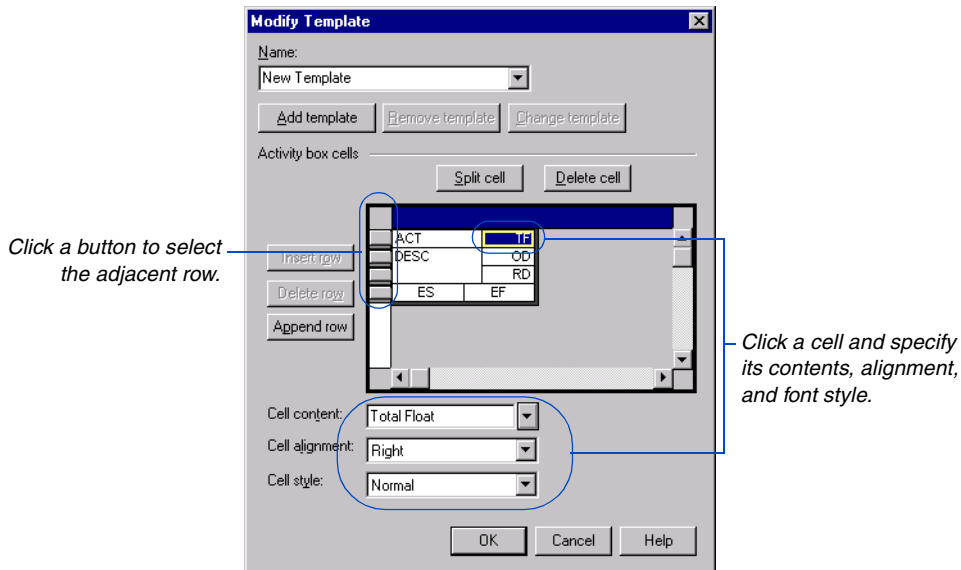 Modify Template
Name:
New Template
Add template
Remove template
Change template
Activity box cells
Split cell
Delete cell
Click a button to select
the adjacent row.
Insert row
Delete row
Append row
ACT
TF
DESC
OD
RD
ES
EF
Click a cell and specify
its contents, alignment,
and font style.
Cell content:
Total Float
Cell alignment:
Right
Cell style:
Normal
OK
Cancel
Help